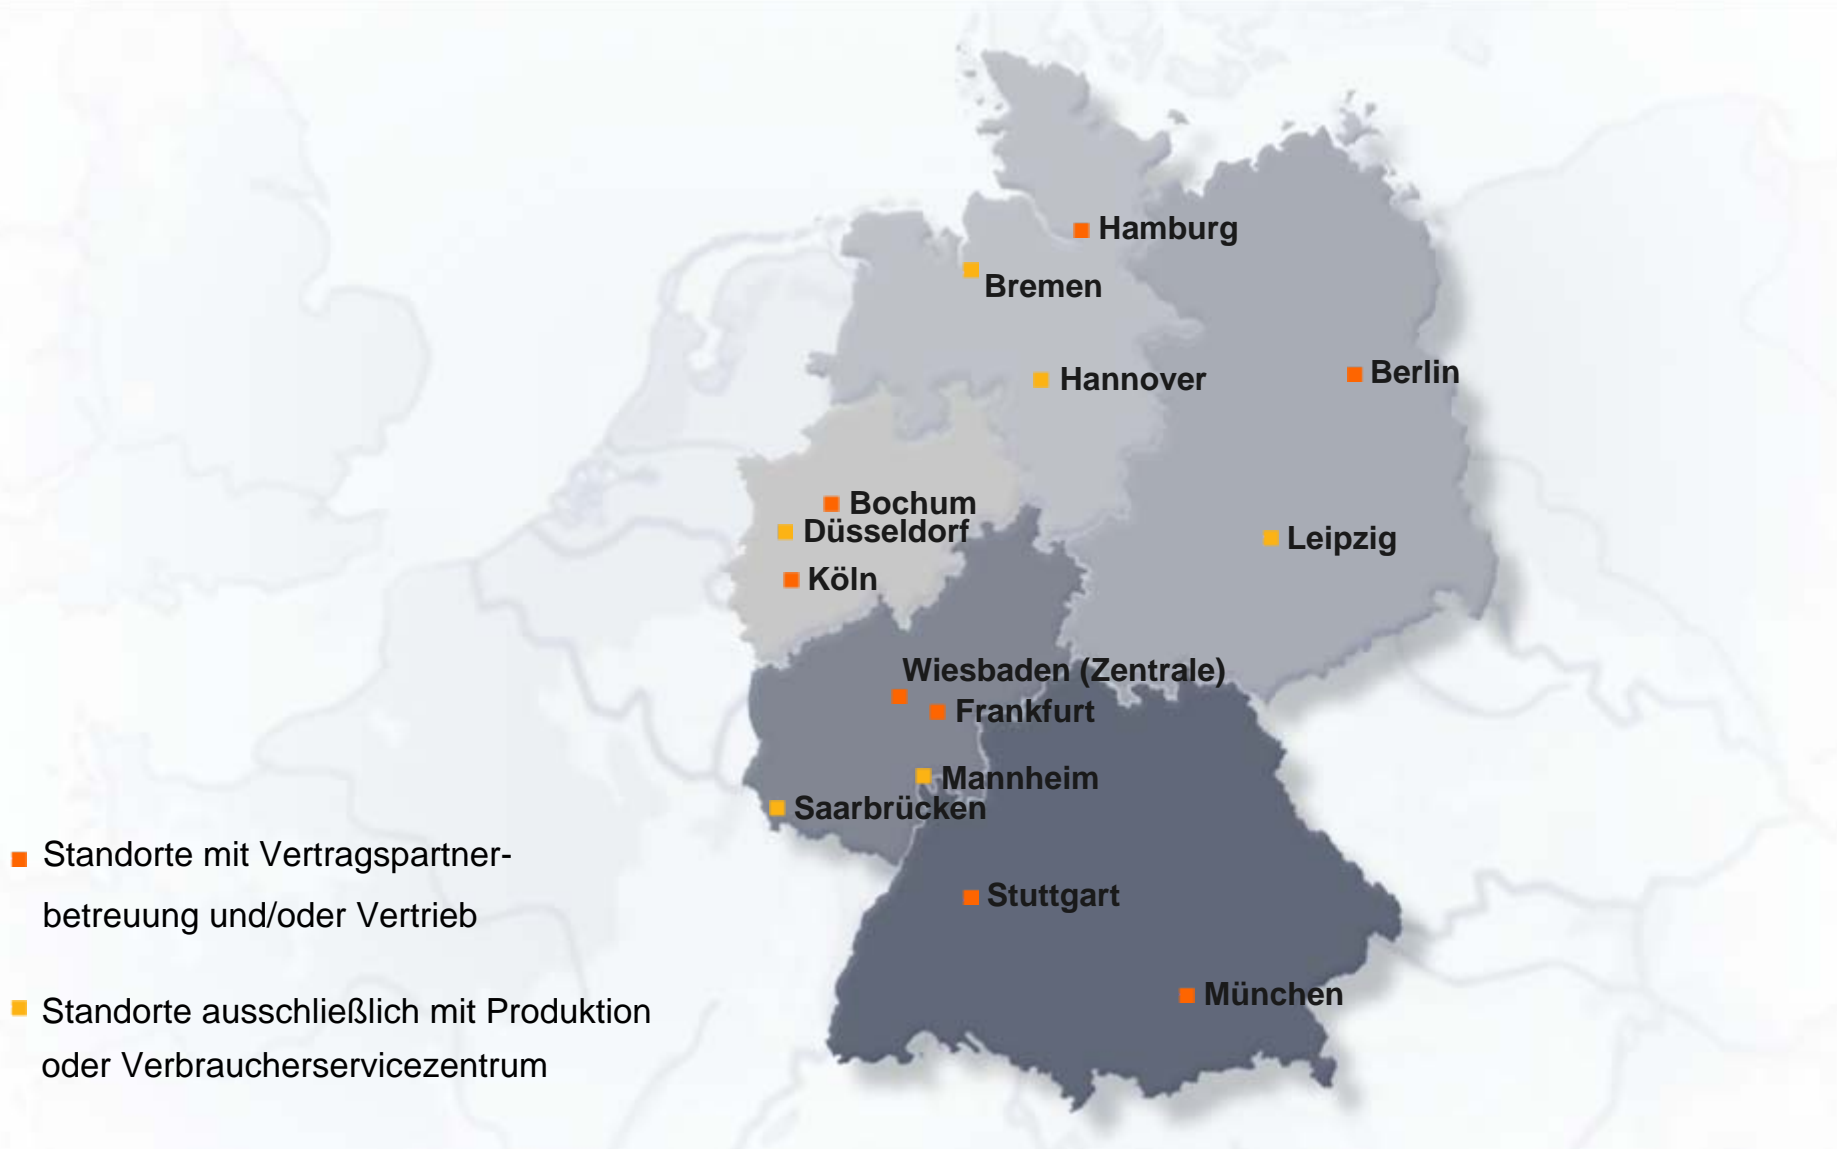 Hamburg
Bremen
Hannover
Berlin
Bochum
Düsseldorf
Leipzig
Köln
Wiesbaden (Zentrale)
Frankfurt
Mannheim
Saarbrücken
Standorte mit Vertragspartner-
betreuung und/oder Vertrieb
Stuttgart
München
Standorte ausschließlich mit Produktion
oder Verbraucherservicezentrum